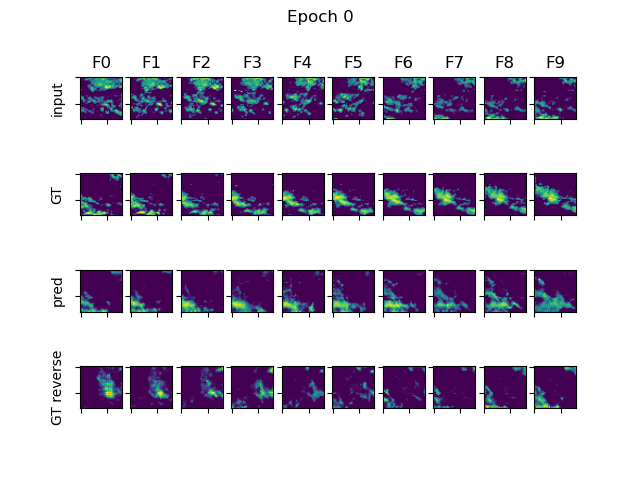 Epoch 0
F0 F1 F2 F3 F4 F5 F6 F7 F8 F9
input
GT
pred
GT reverse